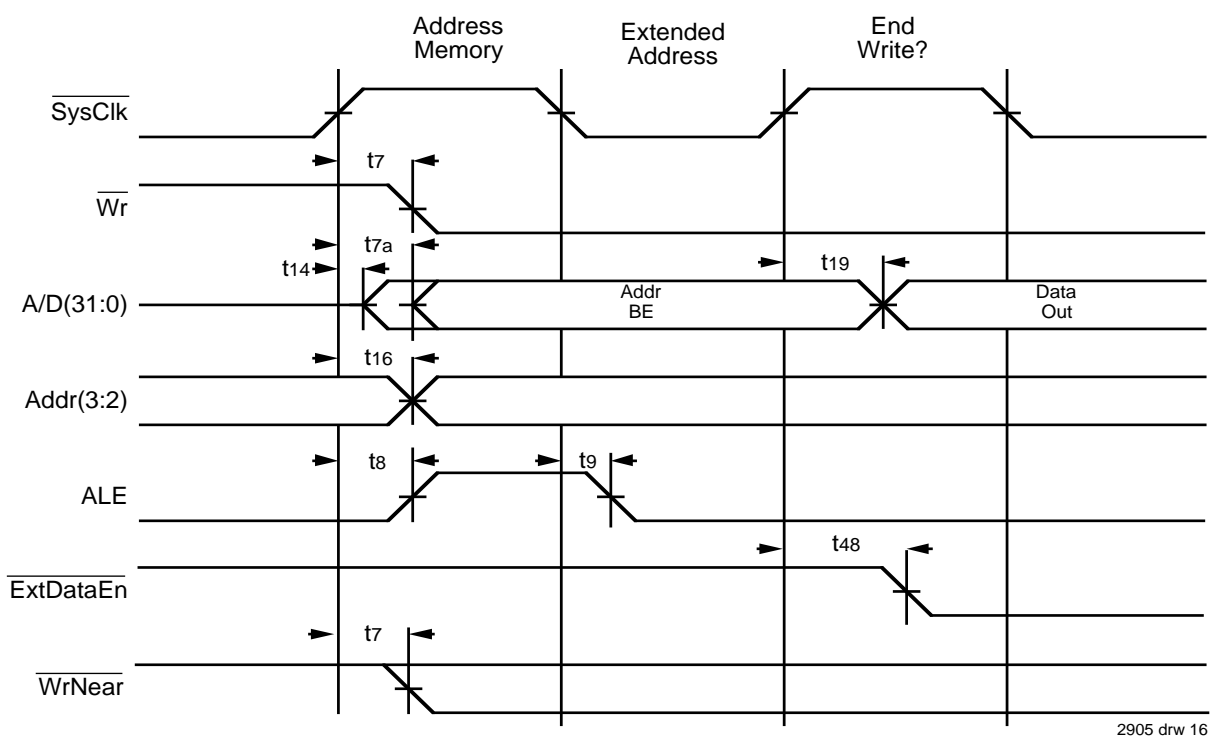 Address
Memory
Extended
Address
End
Write?
SysClk
t7
Wr
t7a
t14
t19
A/D(31:0)
Addr
BE
Data
Out
t16
Addr(3:2)
t8
t9
ALE
t48
ExtDataEn
t7
WrNear
2905 drw 16